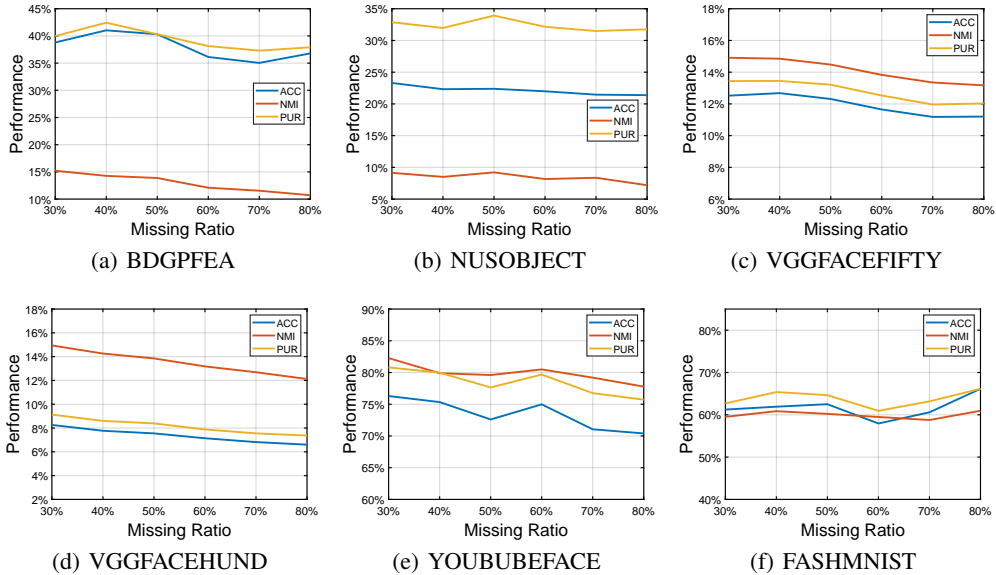 45%
40%
35%
30%
25%
20%
15%
10%
Performance
ACC
NMI
PUR
30% 40% 50% 60% 70% 80%
Missing Ratio
(a) BDGPFEA
35%
30%
25%
20%
15%
10%
5%
Performance
ACC
NMI
PUR
30% 40% 50% 60% 70% 80%
Missing Ratio
(b) NUSOBJECT
18%
16%
14%
12%
10%
8%
6%
Performance
ACC
NMI
PUR
30% 40% 50% 60% 70% 80%
Missing Ratio
(c) VGGFACEFIFTY
18%
16%
14%
12%
10%
8%
6%
4%
2%
Performance
ACC
NMI
PUR
30% 40% 50% 60% 70% 80%
Missing Ratio
(d) VGGFACEHUND
90%
85%
80%
75%
70%
65%
60%
Performance
ACC
NMI
PUR
30% 40% 50% 60% 70% 80%
Missing Ratio
(e) YOUBUBEFACE
80%
70%
60%
50%
40%
Performance
ACC
NMI
PUR
30% 40% 50% 60% 70% 80%
Missing Ratio
(f) FASHMNIST